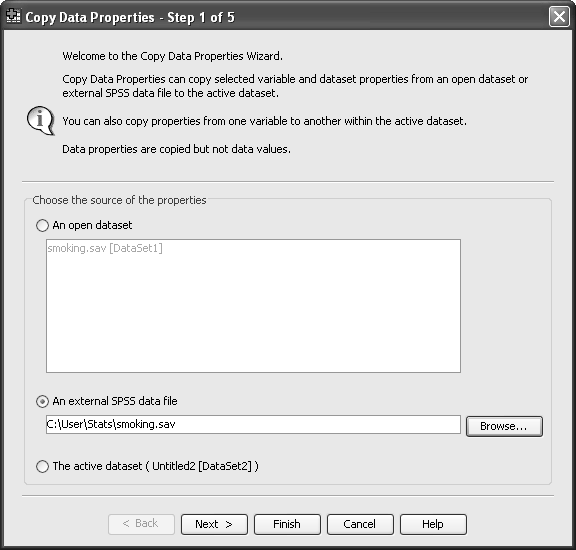 Copy Data Properties - Step 1 of 5
Welcome to the Copy Data Properties Wizard.
Copy Data Properties can copy selected variable and dataset properties from an open dataset or
external SPSS data file to the active dataset.
You can also copy properties from one variable to another within the active dataset.
Data properties are copied but not data values.
Choose the source of the properties
An open dataset
smoking.sav [DataSet1]
An external SPSS data file
C:\User\Stats\smoking.sav
Browse...
The active dataset ( Untitled2 [DataSet2] )
< Back Next > Finish Cancel Help